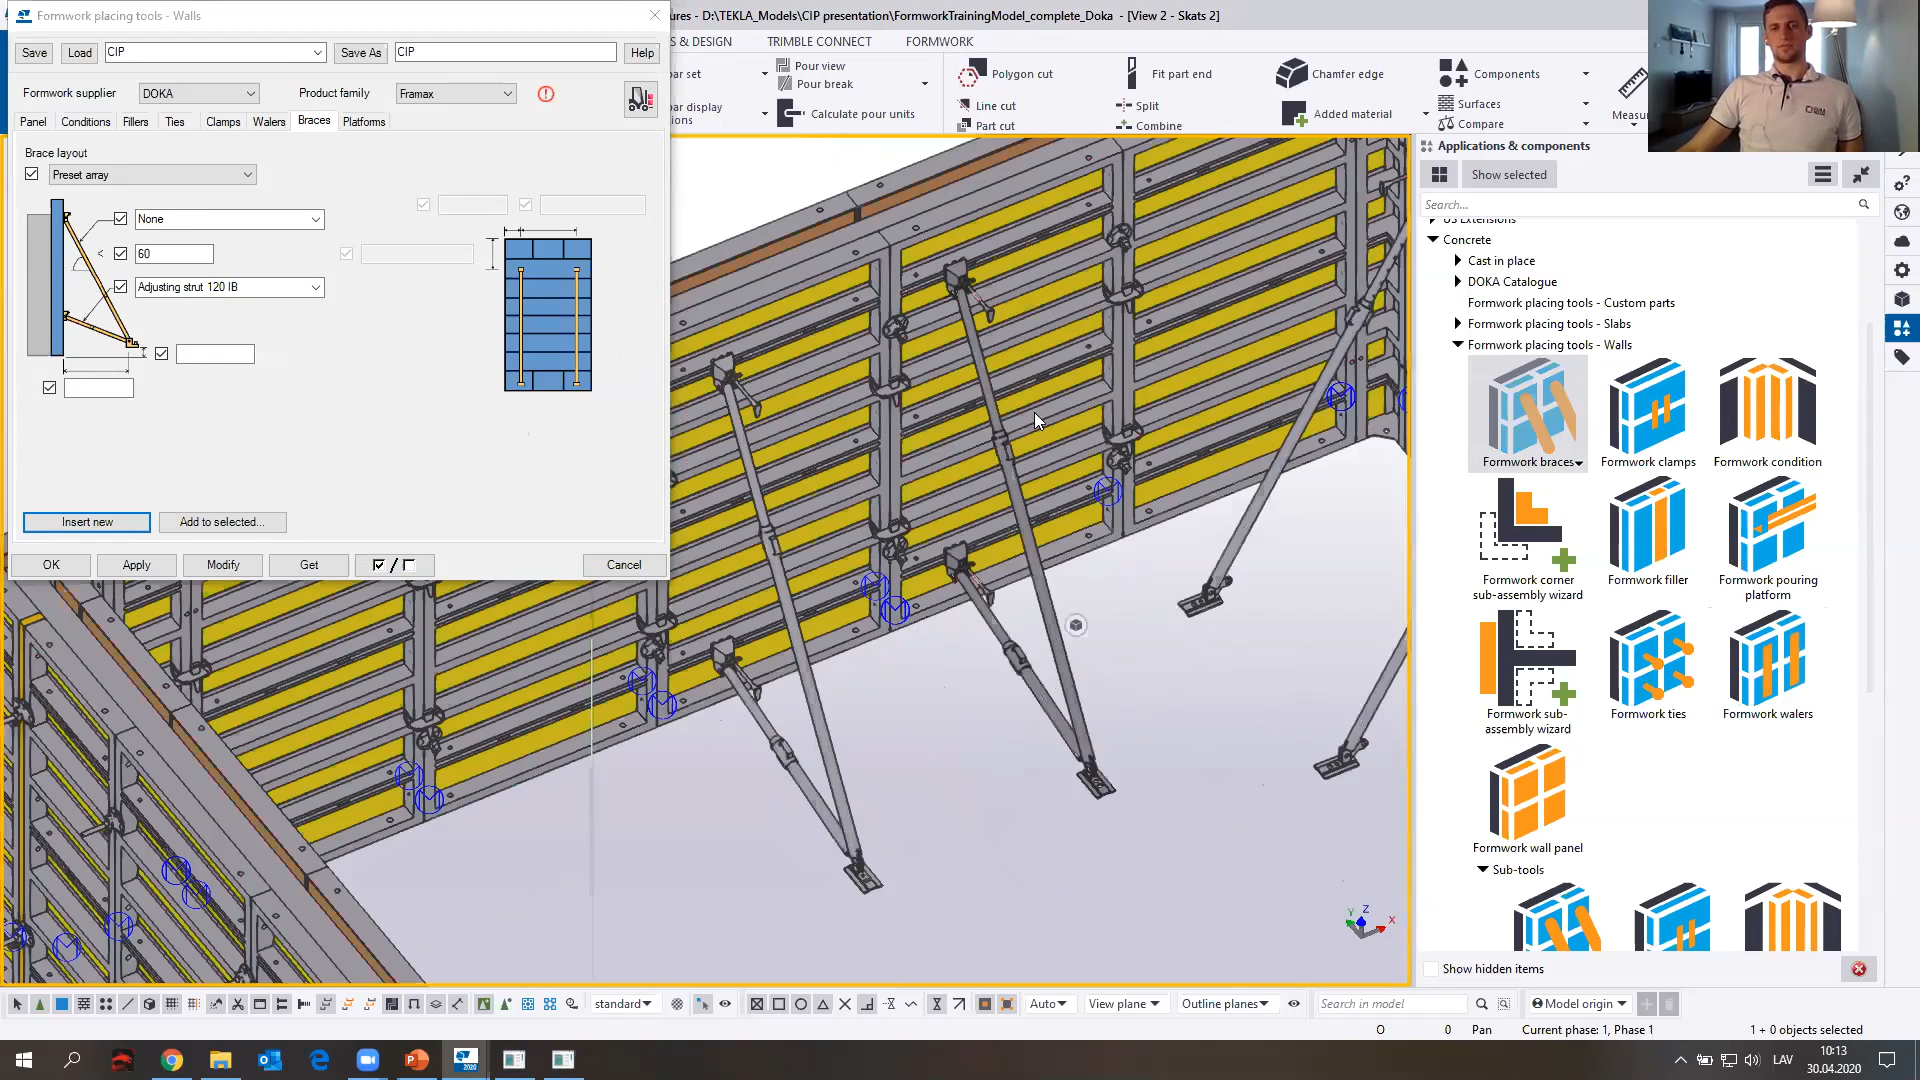 Formwork placing tools - Walls
ures - D:\TEKLA_Models\CIP presentation\FormworkTrainingModel_complete_Doka - [View 2 - Skats 2]
Save
Load
CIP
Save As
CIP
Help
S & DESIGN
TRIMBLE CONNECT
FORMWORK
Formwork supplier
DOKA
Product family
Framax
Panel
Conditions
Fillers
Ties
Clamps
Walers
Braces
Platforms
bar set
bar display
ons
Pour view
Pour break
Calculate pour units
Polygon cut
Line cut
Part cut
Fit part end
Split
Combine
Chamfer edge
Added material
Components
Surfaces
Compare
Measu
Brace layout
Preset array
None
<
60
Adjusting strut 120 IB
Insert new
Add to selected...
OK
Apply
Modify
Get
/
Cancel
Applications & components
Show selected
Search...
US Extensions
Concrete
Cast in place
DOKA Catalogue
Formwork placing tools - Custom parts
Formwork placing tools - Slabs
Formwork placing tools - Walls
Formwork braces
Formwork clamps
Formwork condition
Formwork corner
sub-assembly wizard
Formwork filler
Formwork pouring
platform
Formwork sub-
assembly wizard
Formwork ties
Formwork walers
Formwork wall panel
Sub-tools
Show hidden items
Y
Z
X
standard
Auto
View plane
Outline planes
Search in model
Model origin
O
0
Pan
Current phase: 1, Phase 1
1 + 0 objects selected
2020
LAV
10:13
30.04.2020